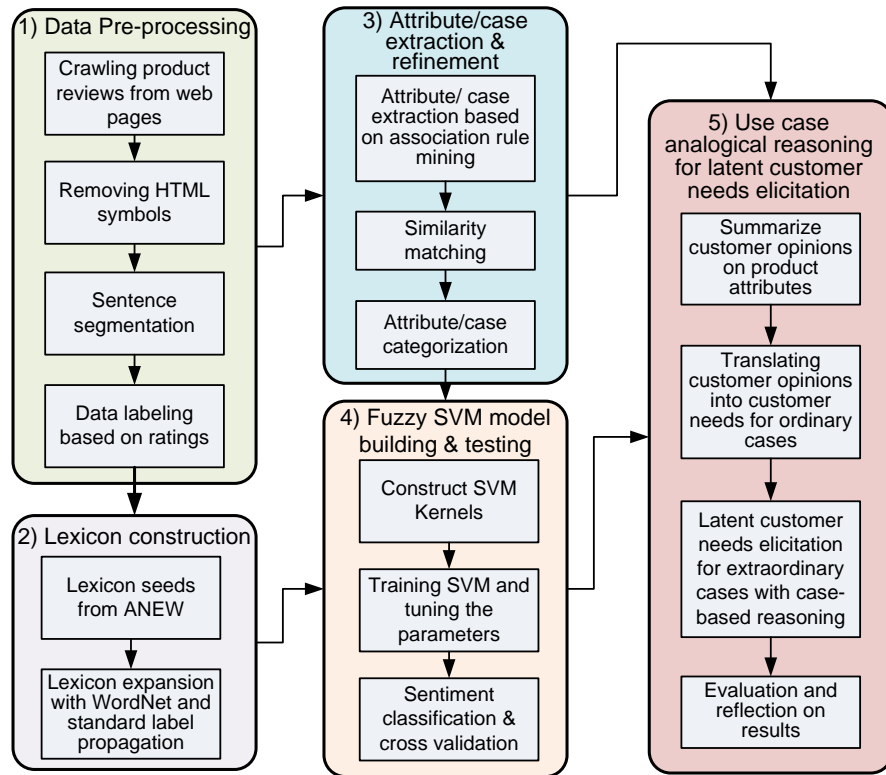 1) Data Pre-processing
Crawling product
reviews from web
pages
Removing HTML
symbols
Sentence
segmentation
Data labeling
based on ratings
2) Lexicon construction
Lexicon seeds
from ANEW
Lexicon expansion
with WordNet and
standard label
propagation
3) Attribute/case
extraction &
refinement
Attribute/ case
extraction based
on association rule
mining
Similarity
matching
Attribute/case
categorization
4) Fuzzy SVM model
building & testing
Construct SVM
Kernels
Training SVM and
tuning the
parameters
Sentiment
classification &
cross validation
5) Use case
analogical reasoning
for latent customer
needs elicitation
Summarize
customer opinions
on product
attributes
Translating
customer opinions
into customer
needs for ordinary
cases
Latent customer
needs elicitation
for extraordinary
cases with case-
based reasoning
Evaluation and
reflection on
results